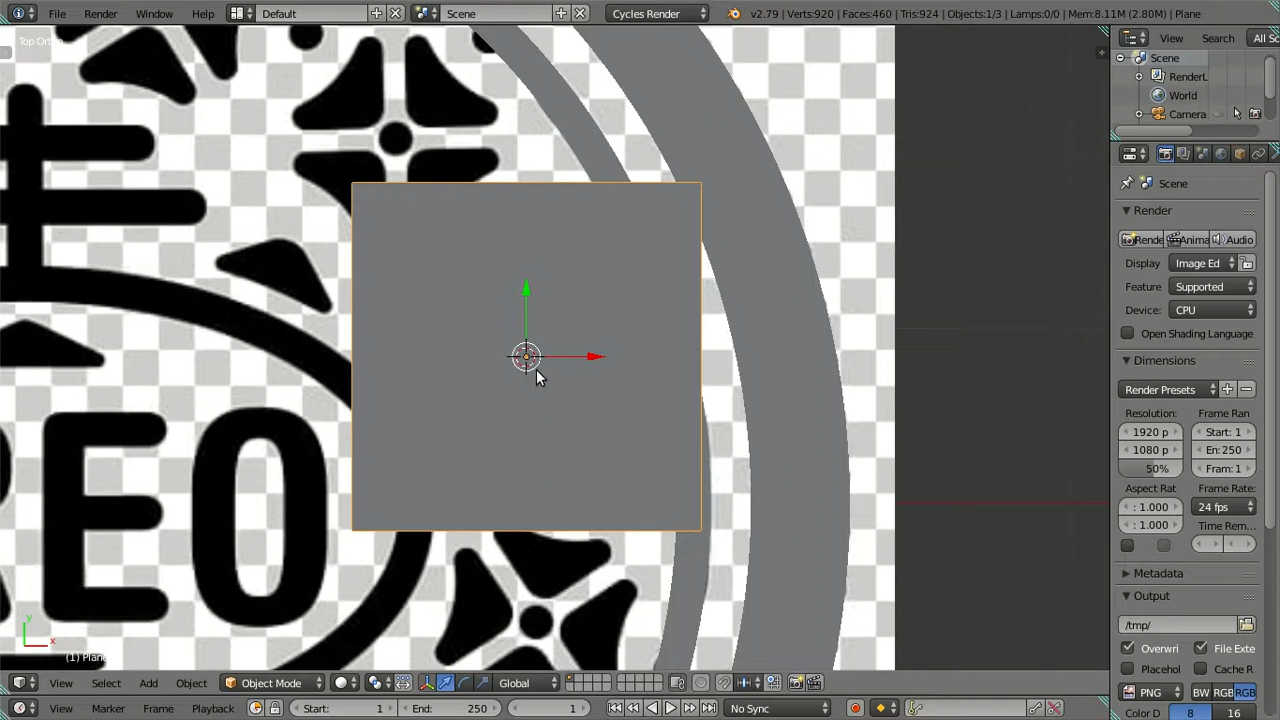 File Render Window Help Default Scene Cycles Render v2.79 | Verts:920 | Faces:460 | Tris:924 | Objects:1/3 | Lamps:0/0 | Mem:8.11M (2.80M) | Plane
Top Ortho
View Search All Sc
Scene
RenderL
World
Camera
Scene
Render
Rende Anima Audio
Display Image Ed
Feature Supported
Device: CPU
Open Shading Language
Dimensions
Render Presets
Resolution: Frame Ran
1920 p Start: 1
1080 p En: 250
50% Fram: 1
Aspect Rat Frame Rate:
: 1.000 24 fps
: 1.000 Time Rem...
Metadata
Output
/tmp/
Overwri File Exte
Placehol Cache R
PNG BW RGB RGB
Color D 8 16
EO
y
x
(1) Plane
View Select Add Object Object Mode Global
View Marker Frame Playback Start: 1 End: 250 1 No Sync